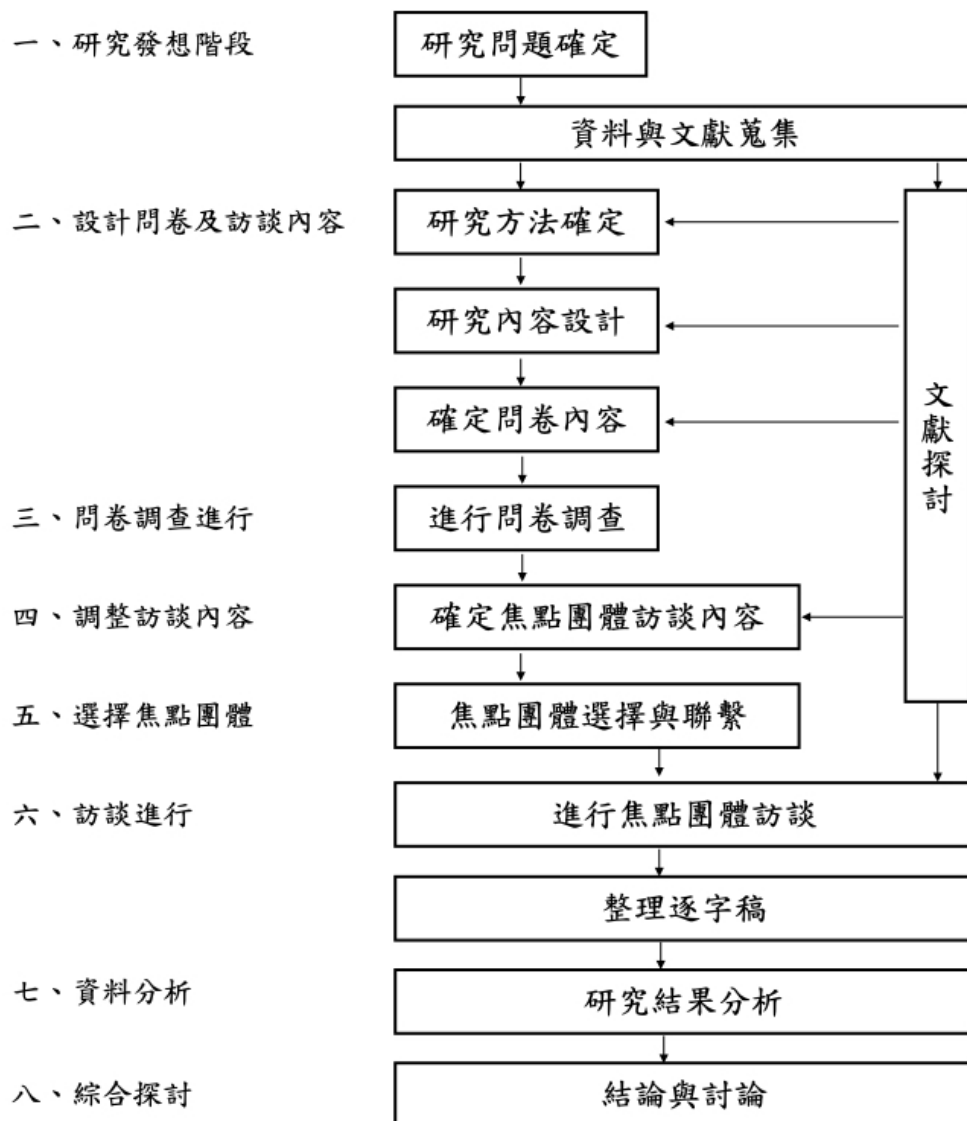 一、研究發想階段
研究問題確定
資料與文獻蒐集
二、設計問卷及訪談內容
研究方法確定
研究內容設計
確定問卷內容
文獻探討
三、問卷調查進行
進行問卷調查
四、調整訪談內容
確定焦點團體訪談內容
五、選擇焦點團體
焦點團體選擇與聯繫
六、訪談進行
進行焦點團體訪談
整理逐字稿
七、資料分析
研究結果分析
八、綜合探討
結論與討論